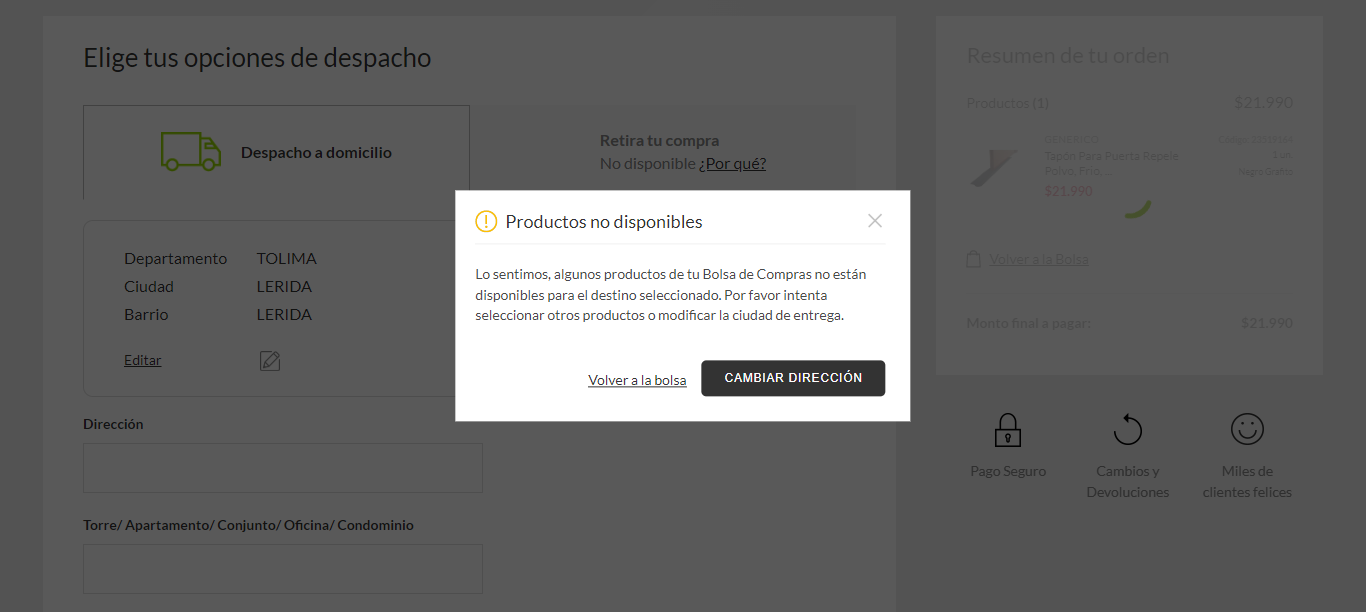 Elige tus opciones de despacho
Despacho a domicilio
Retira tu compra
No disponible ¿Por qué?
Departamento TOLIMA
Ciudad LERIDA
Barrio LERIDA
Editar
Dirección
Torre/ Apartamento/ Conjunto/ Oficina/ Condominio
Productos no disponibles
Lo sentimos, algunos productos de tu Bolsa de Compras no están
disponibles para el destino seleccionado. Por favor intenta
seleccionar otros productos o modificar la ciudad de entrega.
Volver a la bolsa
CAMBIAR DIRECCIÓN
Resumen de tu orden
Productos (1) $21.990
GENERICO
Tapón Para Puerta Repele
Polvo, Frio, ...
$21.990
1 un.
Negro Grafito
Volver a la Bolsa
Monto final a pagar: $21.990
Pago Seguro
Cambios y
Devoluciones
Miles de
clientes felices